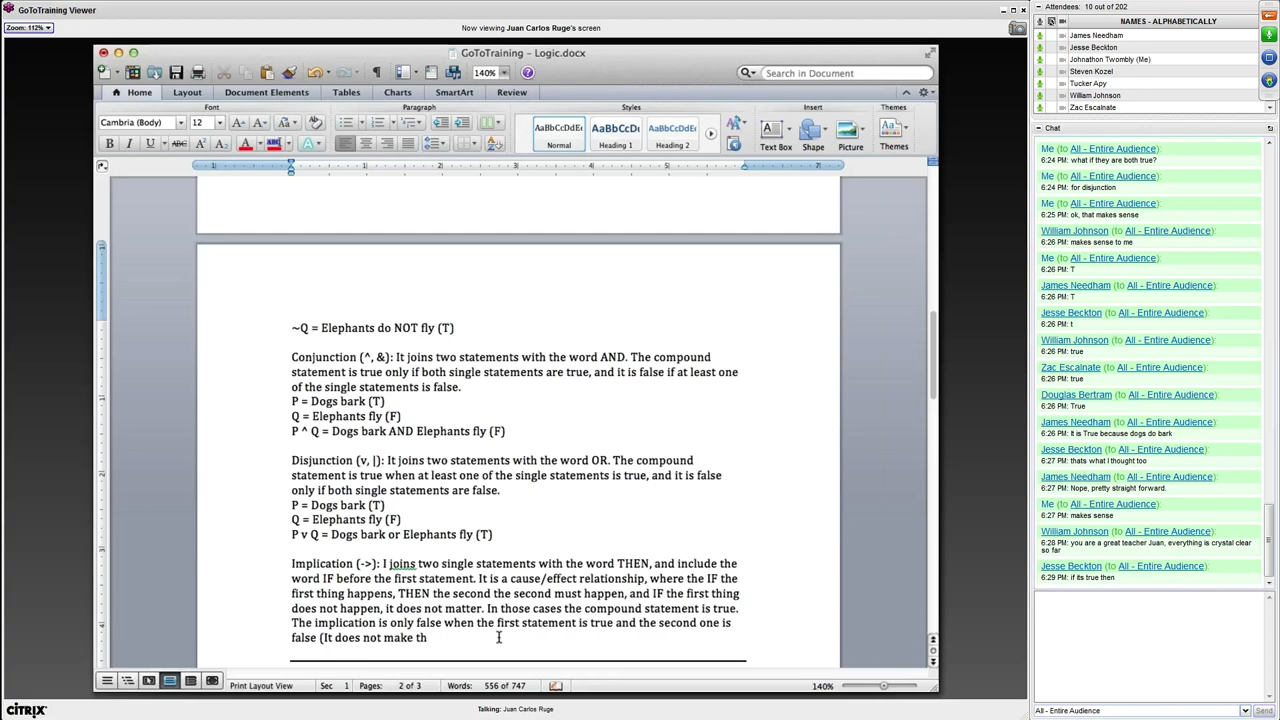 GoToTraining Viewer
Zoom: 112%
Now viewing Juan Carlos Ruge's screen
GoToTraining – Logic.docx
140%
Search in Document
Home Layout Document Elements Tables Charts SmartArt Review
Font Paragraph Styles Insert Themes
Cambria (Body) 12
AaBbCcDdEe AaBbCcDd AaBbCcDdEe
Normal Heading 1 Heading 2
Text Box Shape Picture Themes
~Q = Elephants do NOT fly (T)
Conjunction (^, &): It joins two statements with the word AND. The compound
statement is true only if both single statements are true, and it is false if at least one
of the single statements is false.
P = Dogs bark (T)
Q = Elephants fly (F)
P ^ Q = Dogs bark AND Elephants fly (F)
Disjunction (v, |): It joins two statements with the word OR. The compound
statement is true when at least one of the single statements is true, and it is false
only if both single statements are false.
P = Dogs bark (T)
Q = Elephants fly (F)
P v Q = Dogs bark or Elephants fly (T)
Implication (->): I joins two single statements with the word THEN, and include the
word IF before the first statement. It is a cause/effect relationship, where the IF the
first thing happens, THEN the second the second must happen, and IF the first thing
does not happen, it does not matter. In those cases the compound statement is true.
The implication is only false when the first statement is true and the second one is
false (It does not make th
Print Layout View Sec 1 Pages: 2 of 3 Words: 556 of 747 140%
CITRIX
Talking: Juan Carlos Ruge
Attendees: 10 out of 202
NAMES - ALPHABETICALLY
James Needham
Jesse Beckton
Johnathon Twombly (Me)
Steven Kozel
Tucker Apy
William Johnson
Zac Escalnate
Chat
Me (to All - Entire Audience):
6:24 PM: what if they are both true?
Me (to All - Entire Audience):
6:24 PM: for disjunction
Me (to All - Entire Audience):
6:25 PM: ok, that makes sense
William Johnson (to All - Entire Audience):
6:26 PM: makes sense to me
Me (to All - Entire Audience):
6:26 PM: T
James Needham (to All - Entire Audience):
6:26 PM: T
Jesse Beckton (to All - Entire Audience):
6:26 PM: t
William Johnson (to All - Entire Audience):
6:26 PM: true
Zac Escalnate (to All - Entire Audience):
6:26 PM: true
Douglas Bertram (to All - Entire Audience):
6:26 PM: True
James Needham (to All - Entire Audience):
6:26 PM: It is True because dogs do bark
Jesse Beckton (to All - Entire Audience):
6:27 PM: thats what I thought too
James Needham (to All - Entire Audience):
6:27 PM: Nope, pretty straight forward.
Me (to All - Entire Audience):
6:27 PM: makes sense
William Johnson (to All - Entire Audience):
6:28 PM: you are a great teacher Juan, everything is crystal clear
so far
Jesse Beckton (to All - Entire Audience):
6:29 PM: if its true then
All - Entire Audience Send